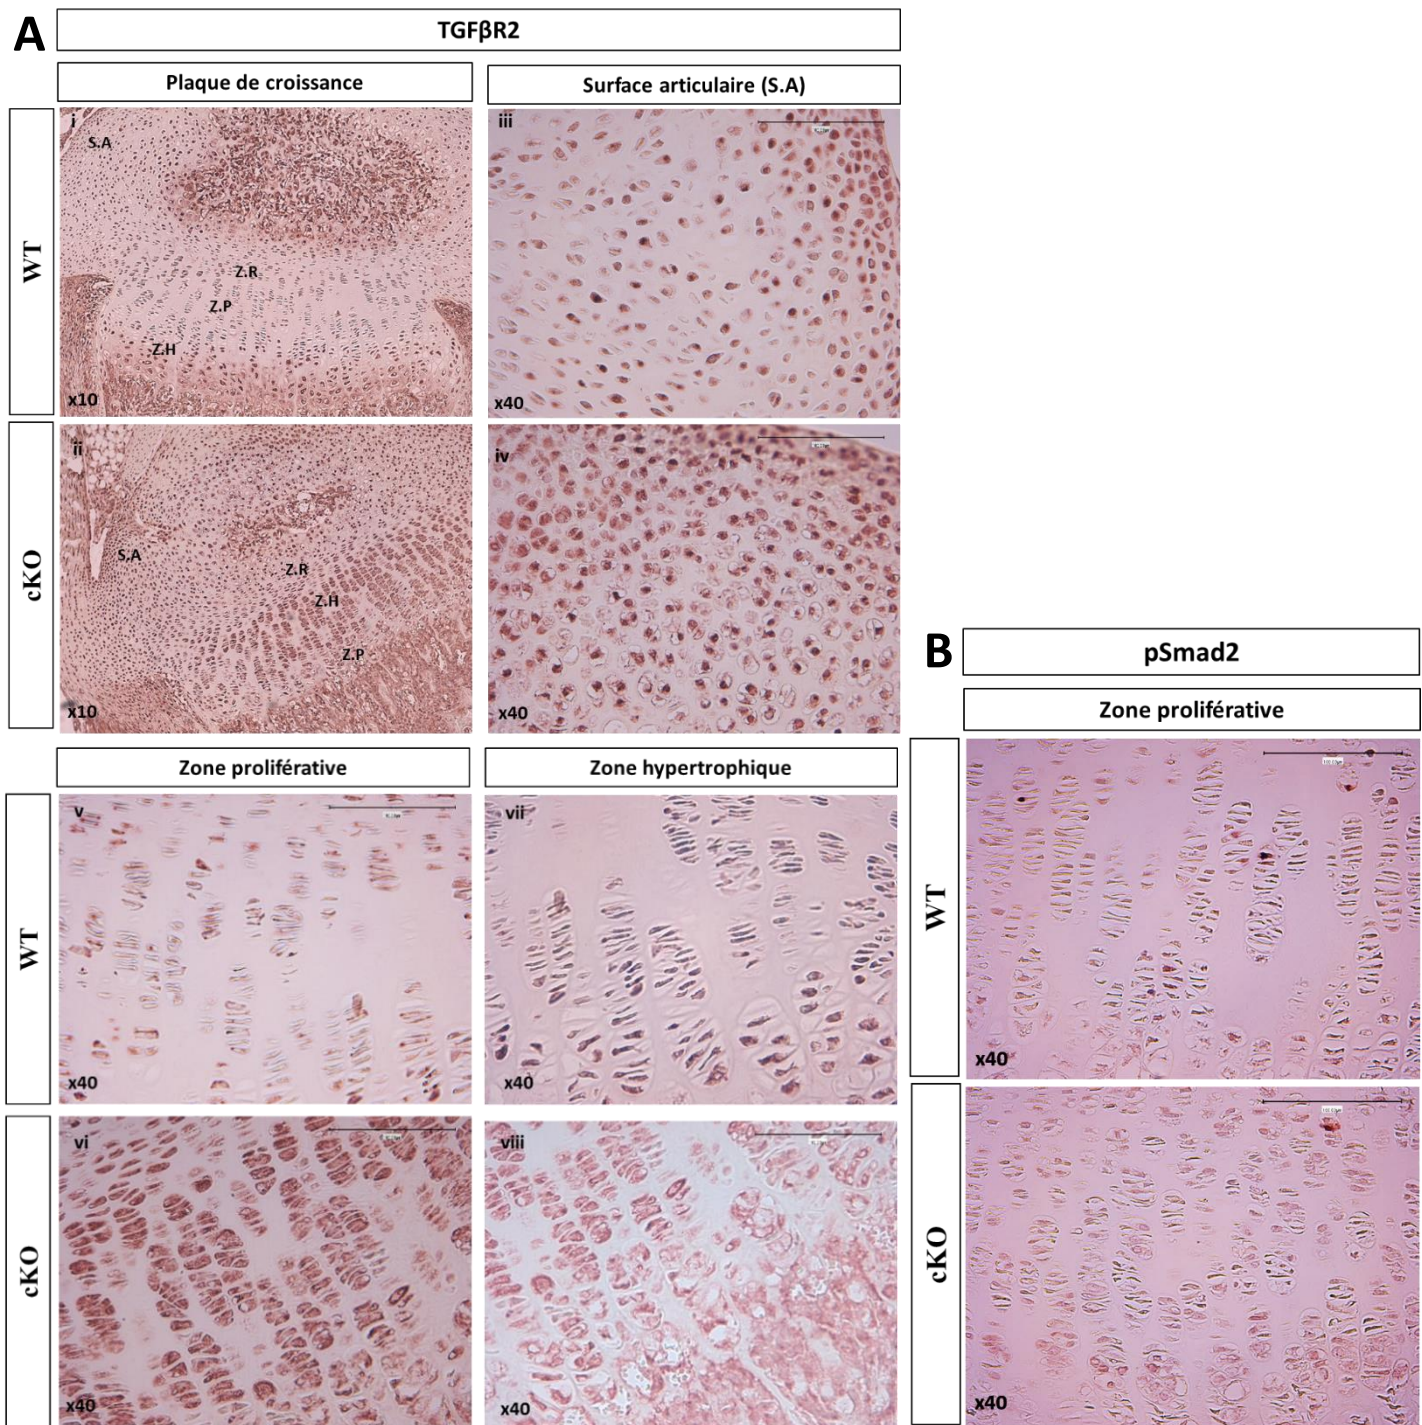 A
TGFβR2
Plaque de croissance
Surface articulaire (S.A)
WT
i
S.A
Z.R
Z.P
Z.H
x10
iii
x40
cKO
ii
S.A
Z.R
Z.H
Z.P
x10
iv
x40
Zone proliférative
Zone hypertrophique
WT
v
x40
vii
x40
cKO
vi
x40
viii
x40
B
pSmad2
Zone proliférative
WT
x40
cKO
x40